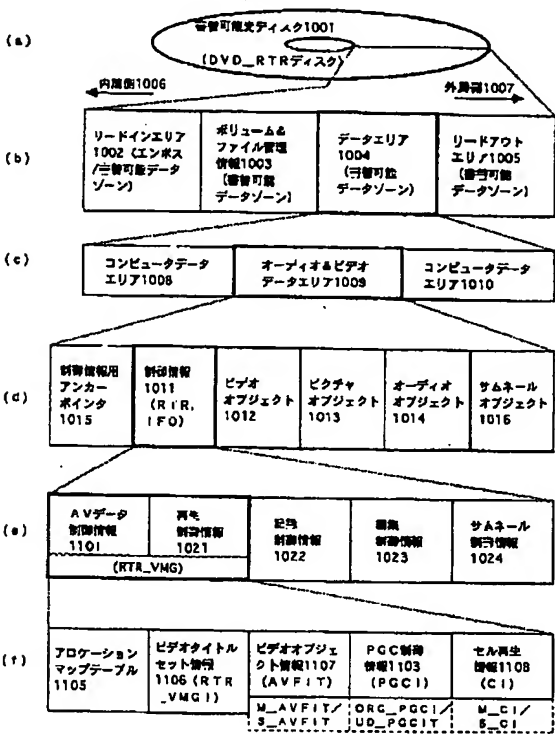 (a)
書替可能光ディスク1001
(DVD_RTRディスク)
内周側1006
外周側1007
(b)
リードインエリア
1002 (エンボス
/書替可能データ
ゾーン)
ボリューム&
ファイル管理
情報1003
(書替可能
データゾーン)
データエリア
1004
(書替可能
データゾーン)
リードアウト
エリア1005
(書替可能
データゾーン)
(c)
コンピュータデータ
エリア1008
オーディオ&ビデオ
データエリア1009
コンピュータデータ
エリア1010
(d)
制御情報用
アンカー
ポインタ
1015
制御情報
1011
(RTR.
IFO)
ビデオ
オブジェクト
1012
ピクチャ
オブジェクト
1013
オーディオ
オブジェクト
1014
サムネール
オブジェクト
1016
(e)
AVデータ
制御情報
1101
再生
制御情報
1021
(RTR_VMG)
記録
制御情報
1022
編集
制御情報
1023
サムネール
制御情報
1024
(f)
アロケーション
マップテーブル
1105
ビデオタイトル
セット情報
1106 (RTR
_VMGI)
ビデオオブジェ
クト情報1107
(AVFIT)
PGC制御
情報1103
(PGCI)
セル再生
情報1108
(CI)
M_AVFIT/
S_AVFIT
ORG_PGCI/
UD_PGCIT
M_CI/
S_CI